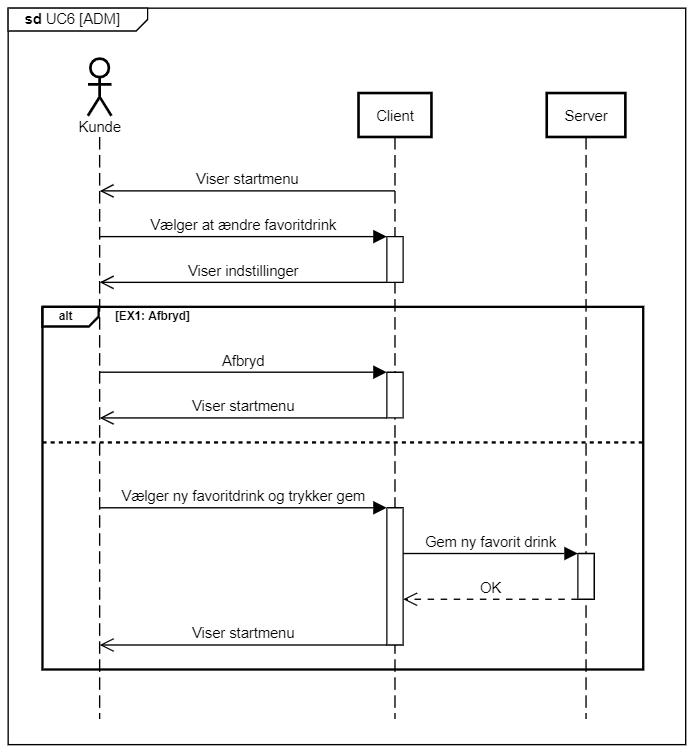 sd UC6 [ADM]
Kunde
Client
Server
Viser startmenu
Vælger at ændre favoritdrink
Viser indstillinger
alt
[EX1: Afbryd]
Afbryd
Viser startmenu
Vælger ny favoritdrink og trykker gem
Gem ny favorit drink
OK
Viser startmenu